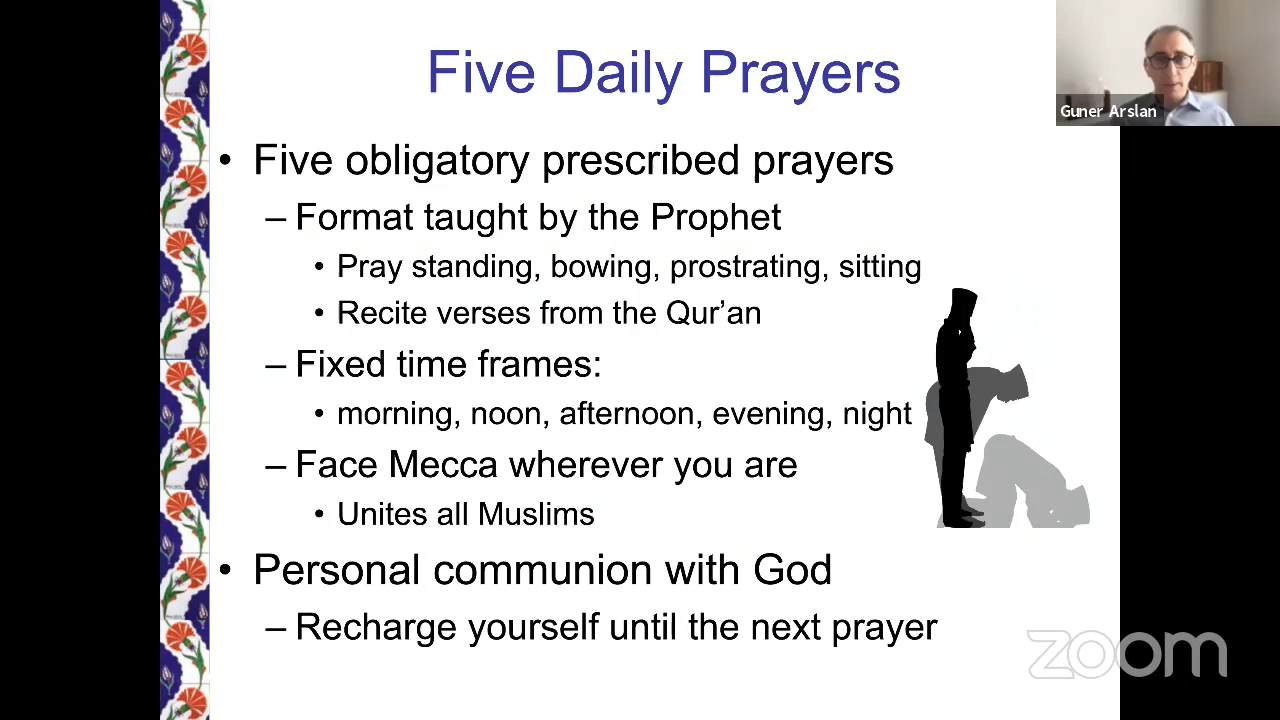 Five Daily Prayers
Guner Arslan
• Five obligatory prescribed prayers
– Format taught by the Prophet
• Pray standing, bowing, prostrating, sitting
• Recite verses from the Qur’an
– Fixed time frames:
• morning, noon, afternoon, evening, night
– Face Mecca wherever you are
• Unites all Muslims
• Personal communion with God
– Recharge yourself until the next prayer
zoom